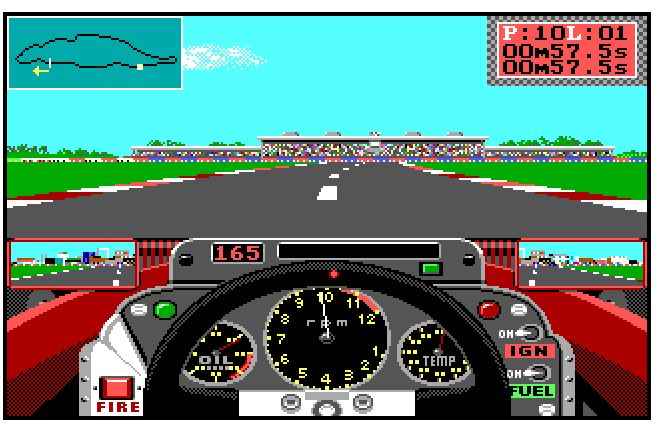 P:10L:01
00m57.5s
00m57.5s
165
10
9
11
8
rpm
12
7
6
1
5
2
4
3
OIL
TEMP
ON
IGN
ON
FUEL
FIRE